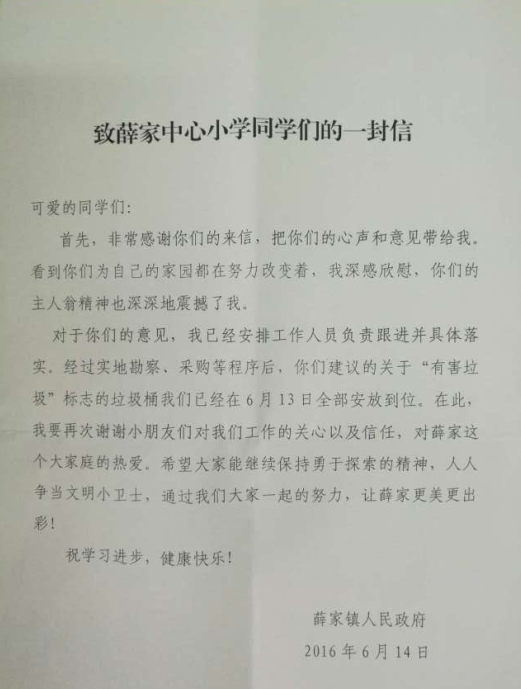 致薛家中心小学同学们的一封信
可爱的同学们：
首先，非常感谢你们的来信，把你们的心声和意见带给我。
看到你们为自己的家园都在努力改变着，我深感欣慰，你们的
主人翁精神也深深地震撼了我。
对于你们的意见，我已经安排工作人员负责跟进并具体落
实。经过实地勘察、采购等程序后，你们建议的关于“有害垃
圾”标志的垃圾桶我们已经在6月13日全部安放到位。在此，
我要再次谢谢小朋友们对我们工作的关心以及信任，对薛家这
个大家庭的热爱。希望大家能继续保持勇于探索的精神，人人
争当文明小卫士，通过我们大家一起的努力，让薛家更美更出
彩！
祝学习进步，健康快乐！
薛家镇人民政府
2016年6月14日